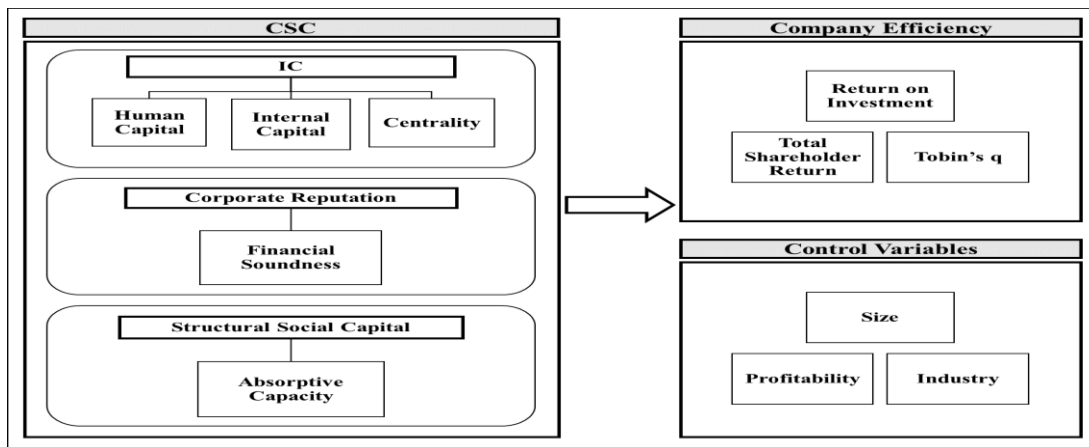 CSC
IC
Human
Capital
Internal
Capital
Centrality
Corporate Reputation
Financial
Soundness
Structural Social Capital
Absorptive
Capacity
Company Efficiency
Return on
Investment
Total
Shareholder
Return
Tobin's q
Control Variables
Size
Profitability
Industry